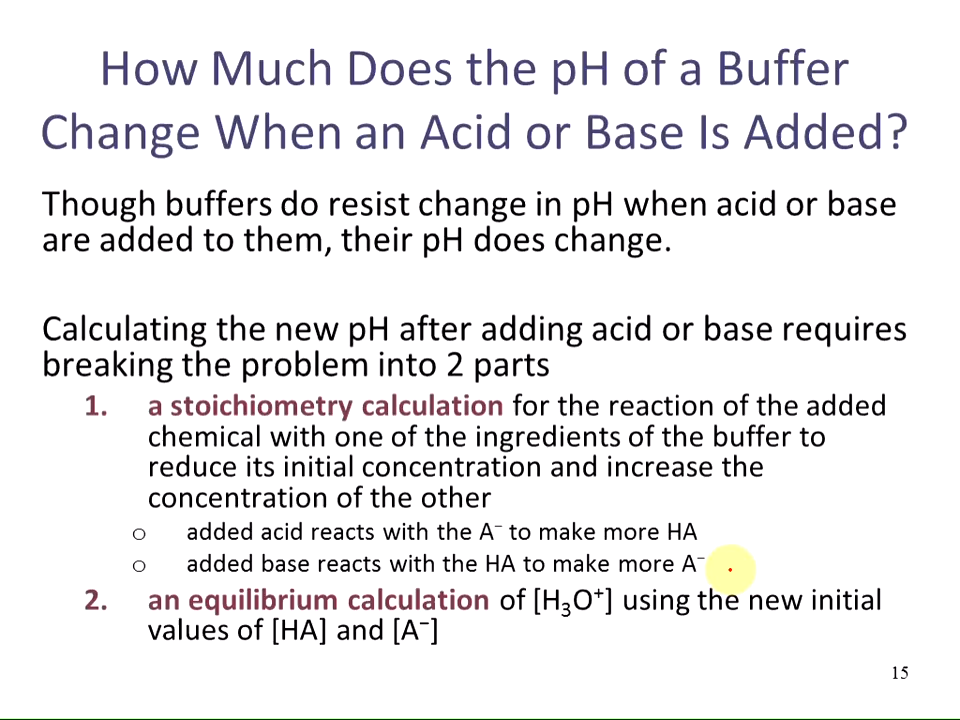 How Much Does the pH of a Buffer
Change When an Acid or Base Is Added?
Though buffers do resist change in pH when acid or base
are added to them, their pH does change.
Calculating the new pH after adding acid or base requires
breaking the problem into 2 parts
1. a stoichiometry calculation for the reaction of the added
chemical with one of the ingredients of the buffer to
reduce its initial concentration and increase the
concentration of the other
o added acid reacts with the A⁻ to make more HA
o added base reacts with the HA to make more A⁻
2. an equilibrium calculation of [H₃O⁺] using the new initial
values of [HA] and [A⁻]
15